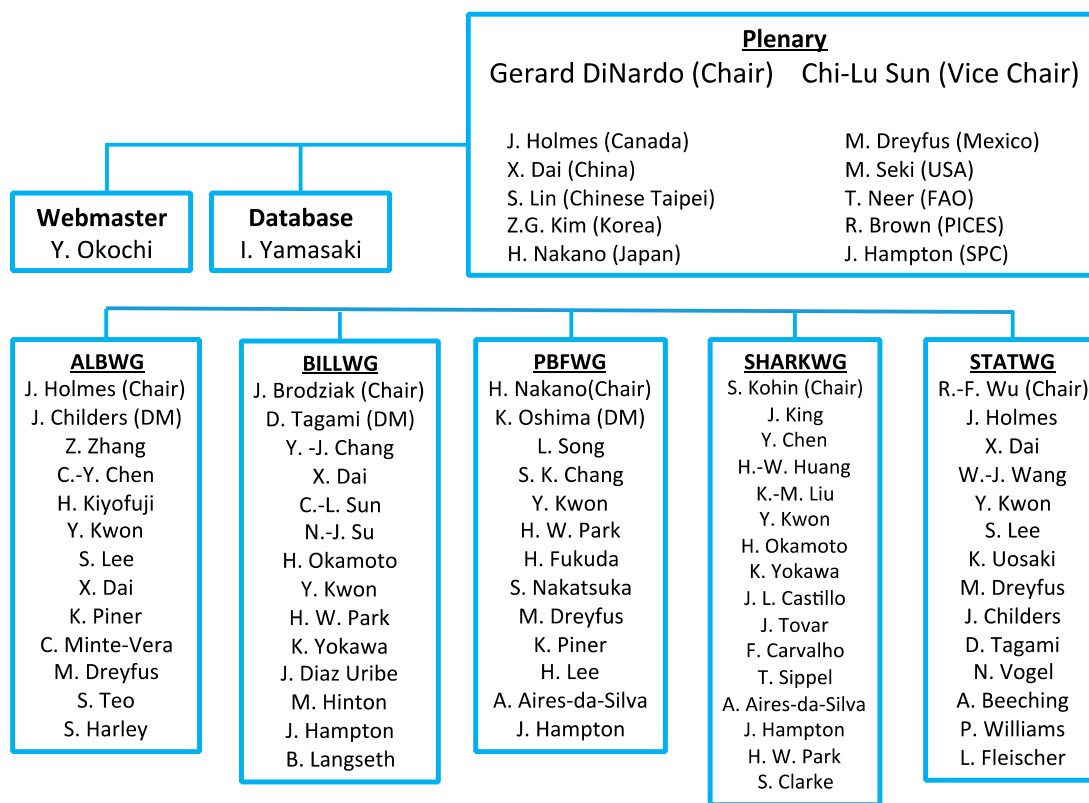 Plenary
Gerard DiNardo (Chair) Chi-Lu Sun (Vice Chair)
J. Holmes (Canada) M. Dreyfus (Mexico)
X. Dai (China) M. Seki (USA)
S. Lin (Chinese Taipei) T. Neer (FAO)
Z.G. Kim (Korea) R. Brown (PICES)
H. Nakano (Japan) J. Hampton (SPC)
Webmaster
Y. Okochi
Database
I. Yamasaki
ALBWG
J. Holmes (Chair)
J. Childers (DM)
Z. Zhang
C.-Y. Chen
H. Kiyofuji
Y. Kwon
S. Lee
X. Dai
K. Piner
C. Minte-Vera
M. Dreyfus
S. Teo
S. Harley
BILLWG
J. Brodziak (Chair)
D. Tagami (DM)
Y. -J. Chang
X. Dai
C.-L. Sun
N.-J. Su
H. Okamoto
Y. Kwon
H. W. Park
K. Yokawa
J. Diaz Uribe
M. Hinton
J. Hampton
B. Langseth
PBFWG
H. Nakano(Chair)
K. Oshima (DM)
L. Song
S. K. Chang
Y. Kwon
H. W. Park
H. Fukuda
S. Nakatsuka
M. Dreyfus
K. Piner
H. Lee
A. Aires-da-Silva
J. Hampton
SHARKWG
S. Kohin (Chair)
J. King
Y. Chen
H.-W. Huang
K.-M. Liu
Y. Kwon
H. Okamoto
K. Yokawa
J. L. Castillo
J. Tovar
F. Carvalho
T. Sippel
A. Aires-da-Silva
J. Hampton
H. W. Park
S. Clarke
STATWG
R.-F. Wu (Chair)
J. Holmes
X. Dai
W.-J. Wang
Y. Kwon
S. Lee
K. Uosaki
M. Dreyfus
J. Childers
D. Tagami
N. Vogel
A. Beeching
P. Williams
L. Fleischer